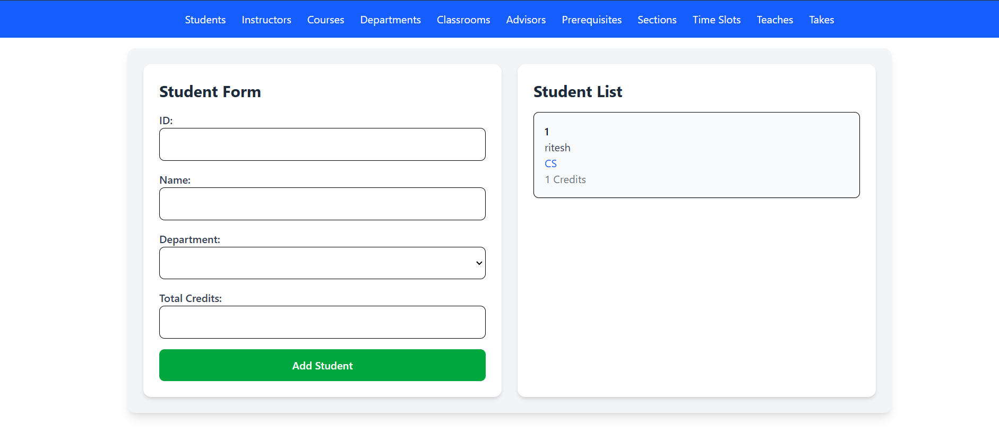 Students Instructors Courses Departments Classrooms Advisors Prerequisites Sections Time Slots Teaches Takes
Student Form
ID:
Name:
Department:
Total Credits:
Add Student
Student List
1
ritesh
CS
1 Credits